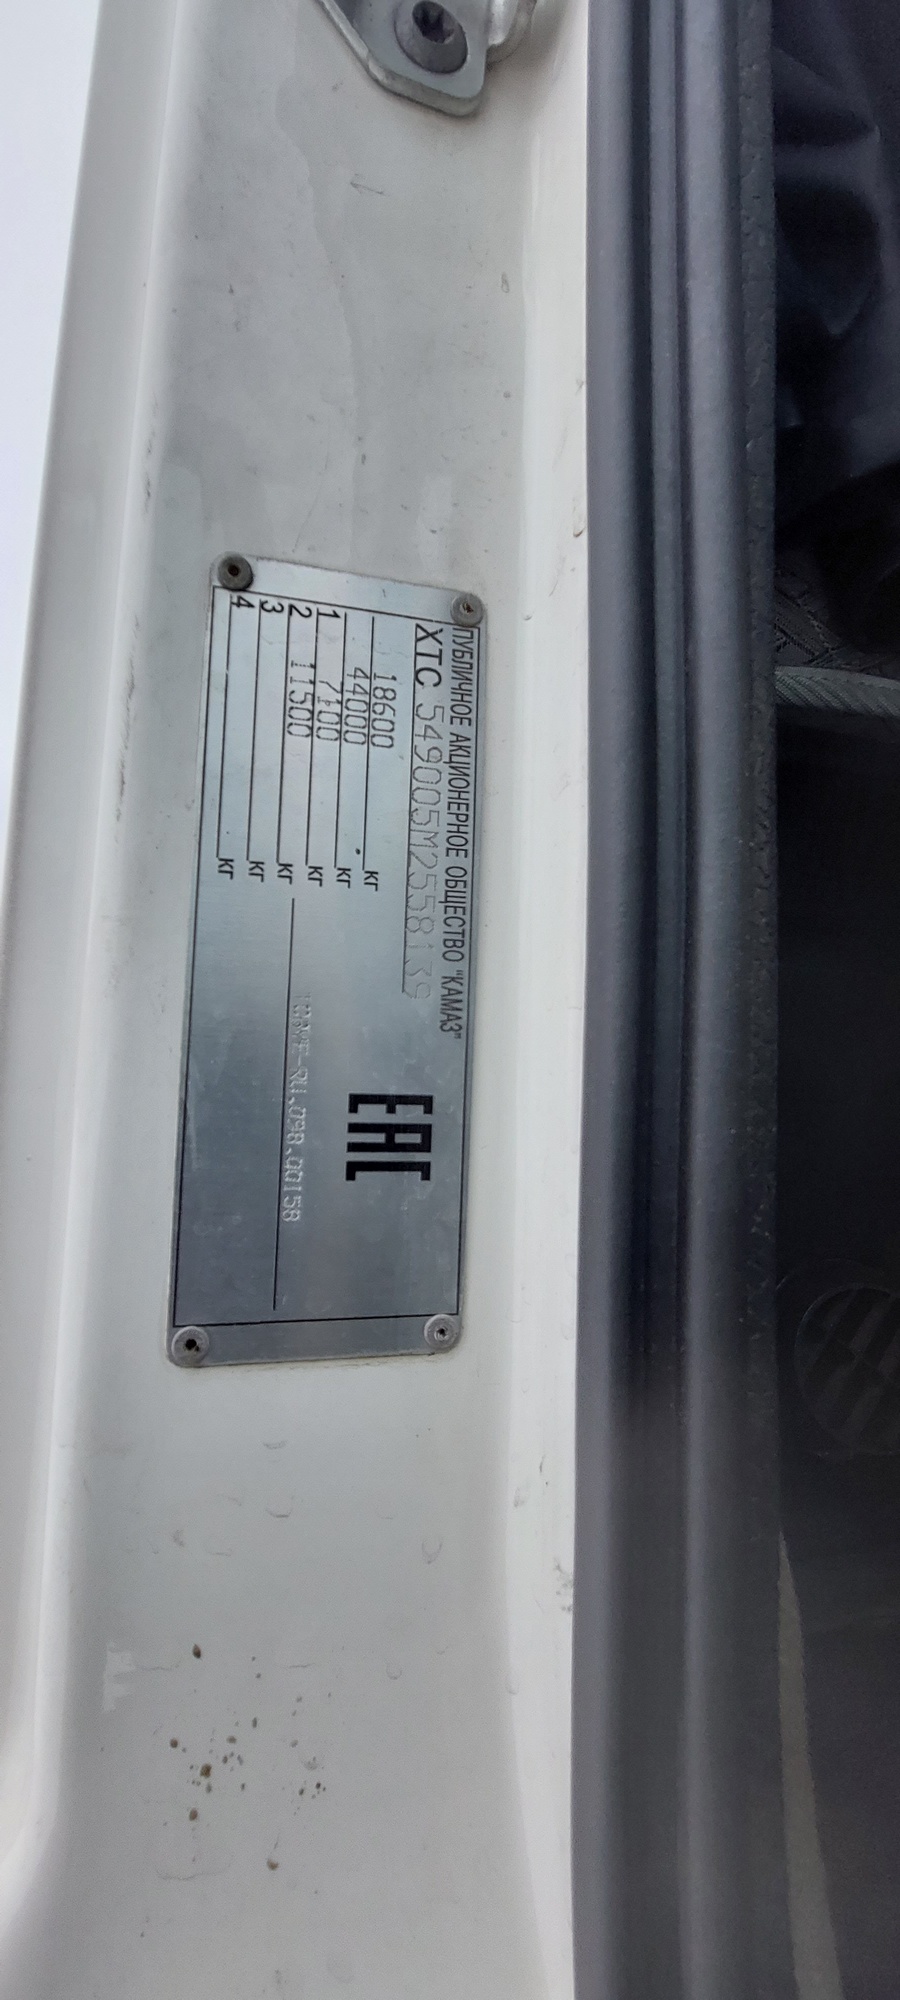 ПУБЛИЧНОЕ АКЦИОНЕРНОЕ ОБЩЕСТВО "КАМАЗ"
XTC 549005M2558139
18600 кг
44000 кг
1 7100 кг
2 11500 кг
3 кг
4 кг
EAC